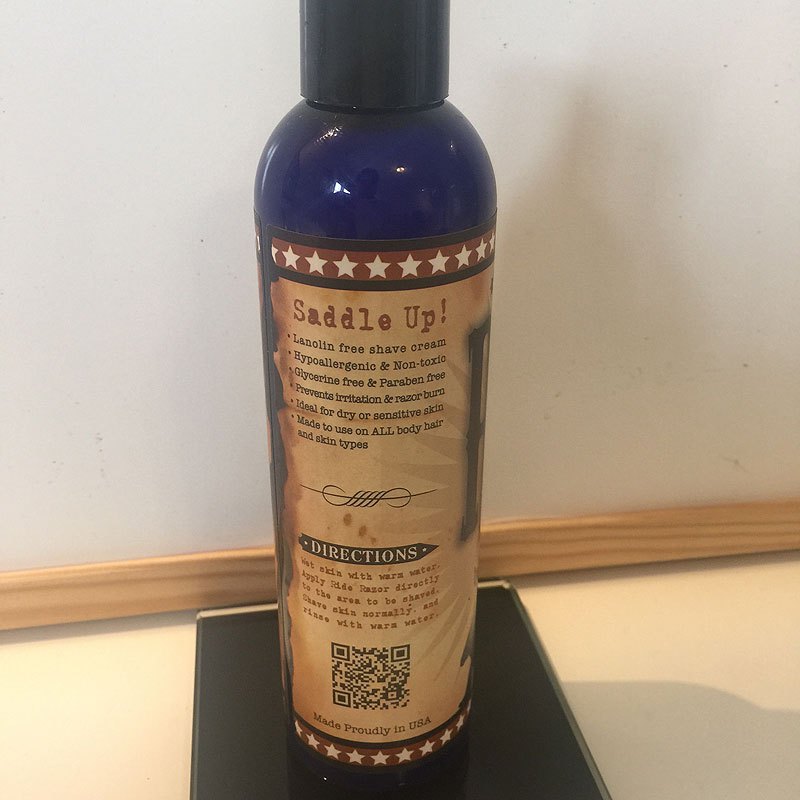 Saddle Up!
• Lanolin free shave cream
• Hypoallergenic & Non-toxic
• Glycerine free & Paraben free
• Prevents irritation & razor burn
• Ideal for dry or sensitive skin
• Made to use on ALL body hair
and skin types
• DIRECTIONS •
Wet skin with warm water.
Apply Ride Razor directly
to the area to be shaved.
Shave skin normally, and
rinse with warm water.
Made Proudly in USA